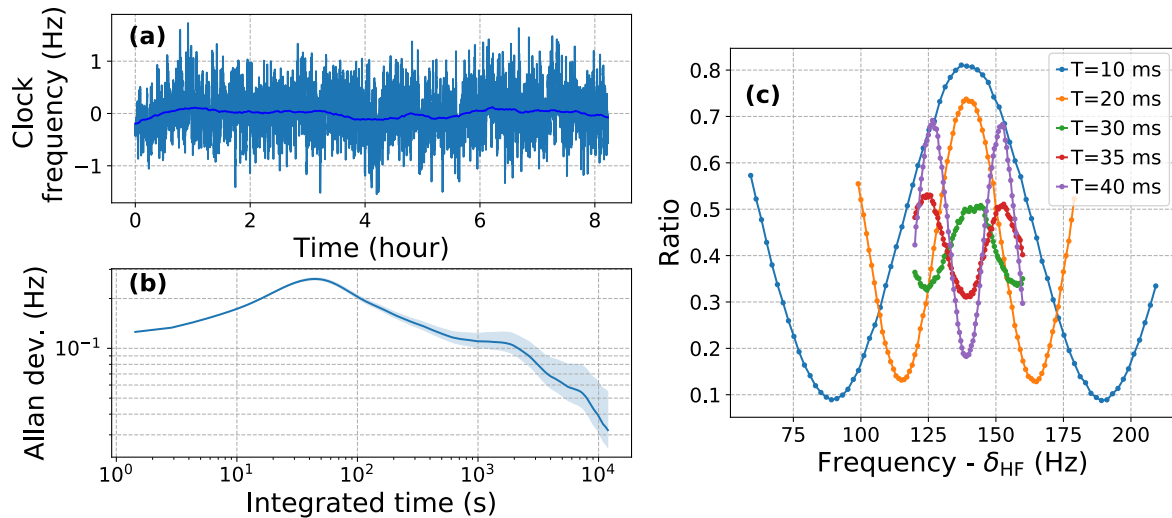 (a)
Clock
frequency (Hz)
1
0
−1
0
2
4
6
8
Time (hour)
(b)
Allan dev. (Hz)
10⁻¹
10⁰
10¹
10²
10³
10⁴
Integrated time (s)
(c)
Ratio
0.8
0.7
0.6
0.5
0.4
0.3
0.2
0.1
75
100
125
150
175
200
Frequency - δ_HF (Hz)
T=10 ms
T=20 ms
T=30 ms
T=35 ms
T=40 ms